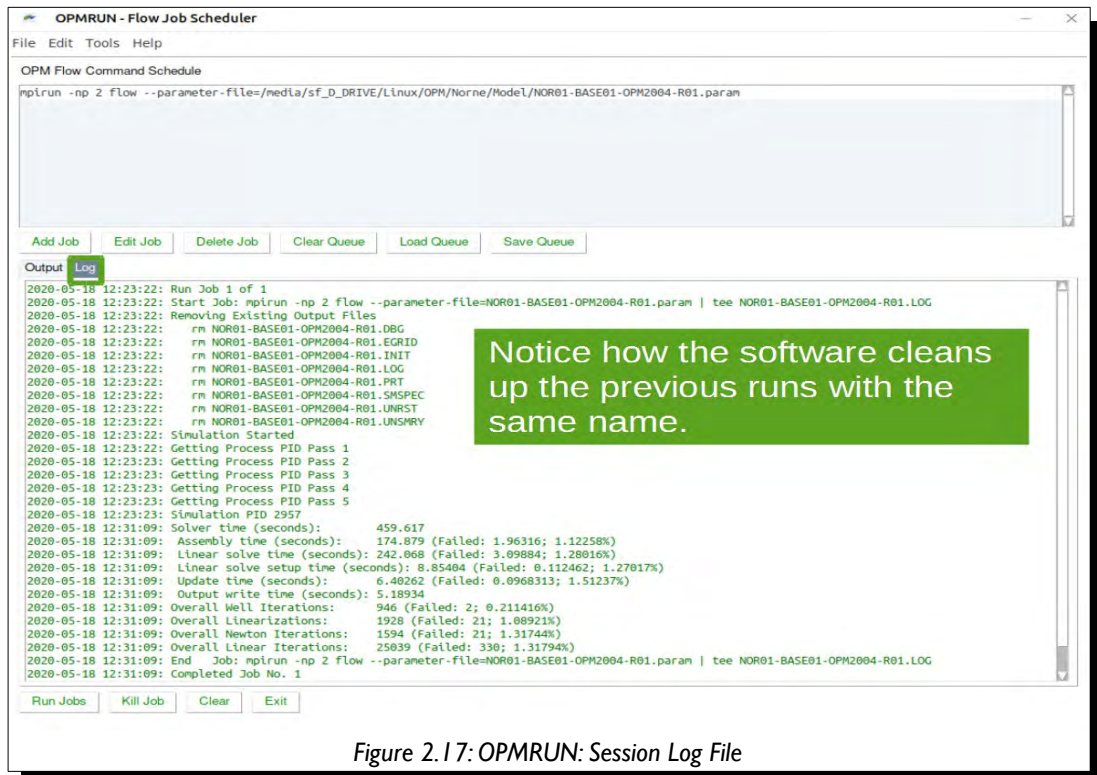 OPMRUN - Flow Job Scheduler
File Edit Tools Help
OPM Flow Command Schedule
mpirun -np 2 flow --parameter-file=/media/sf_D_DRIVE/Linux/OPM/Norne/Model/NOR01-BASE01-OPM2004-R01.param
Add Job Edit Job Delete Job Clear Queue Load Queue Save Queue
Output Log
2020-05-18 12:23:22: Run Job 1 of 1
2020-05-18 12:23:22: Start Job: mpirun -np 2 flow --parameter-file=NOR01-BASE01-OPM2004-R01.param | tee NOR01-BASE01-OPM2004-R01.LOG
2020-05-18 12:23:22: Removing Existing Output Files
2020-05-18 12:23:22: rm NOR01-BASE01-OPM2004-R01.DBG
2020-05-18 12:23:22: rm NOR01-BASE01-OPM2004-R01.EGRID
2020-05-18 12:23:22: rm NOR01-BASE01-OPM2004-R01.INIT
2020-05-18 12:23:22: rm NOR01-BASE01-OPM2004-R01.LOG
2020-05-18 12:23:22: rm NOR01-BASE01-OPM2004-R01.PRT
2020-05-18 12:23:22: rm NOR01-BASE01-OPM2004-R01.SMSPEC
2020-05-18 12:23:22: rm NOR01-BASE01-OPM2004-R01.UNRST
2020-05-18 12:23:22: rm NOR01-BASE01-OPM2004-R01.UNSMRY
2020-05-18 12:23:22: Simulation Started
2020-05-18 12:23:22: Getting Process PID Pass 1
2020-05-18 12:23:22: Getting Process PID Pass 2
2020-05-18 12:23:23: Getting Process PID Pass 3
2020-05-18 12:23:23: Getting Process PID Pass 4
2020-05-18 12:23:23: Getting Process PID Pass 5
2020-05-18 12:23:23: Simulation PID 2957
2020-05-18 12:31:09: Solver time (seconds): 459.617
2020-05-18 12:31:09: Assembly time (seconds): 174.879 (Failed: 1.96316; 1.12258%)
2020-05-18 12:31:09: Linear solve time (seconds): 242.068 (Failed: 3.09884; 1.28016%)
2020-05-18 12:31:09: Linear solve setup time (seconds): 8.85404 (Failed: 0.112462; 1.27017%)
2020-05-18 12:31:09: Update time (seconds): 6.40262 (Failed: 0.0968313; 1.51237%)
2020-05-18 12:31:09: Output write time (seconds): 5.18934
2020-05-18 12:31:09: Overall Well Iterations: 946 (Failed: 2; 0.211416%)
2020-05-18 12:31:09: Overall Linearizations: 1928 (Failed: 21; 1.08921%)
2020-05-18 12:31:09: Overall Newton Iterations: 1594 (Failed: 21; 1.31744%)
2020-05-18 12:31:09: Overall Linear Iterations: 25039 (Failed: 330; 1.31794%)
2020-05-18 12:31:09: End Job: mpirun -np 2 flow --parameter-file=NOR01-BASE01-OPM2004-R01.param | tee NOR01-BASE01-OPM2004-R01.LOG
2020-05-18 12:31:09: Completed Job No. 1
Notice how the software cleans
up the previous runs with the
same name.
Run Jobs Kill Job Clear Exit
Figure 2.17: OPMRUN: Session Log File